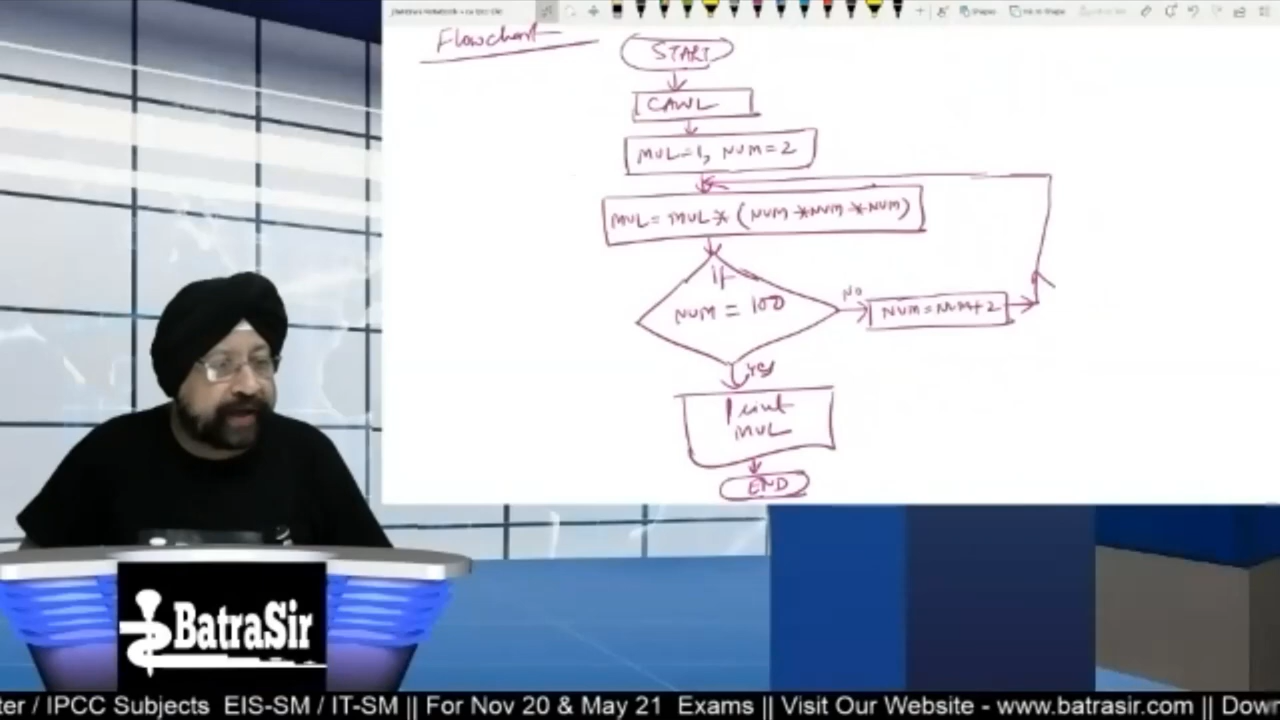 Flowchart
START
CAWL
MUL=1, NUM=2
MUL=MUL*(NUM*NUM*NUM)
If
NUM = 100
NO
NUM=NUM+2
Yes
Print
MUL
END
BatraSir
ter / IPCC Subjects EIS-SM / IT-SM || For Nov 20 & May 21 Exams || Visit Our Website - www.batrasir.com || Down